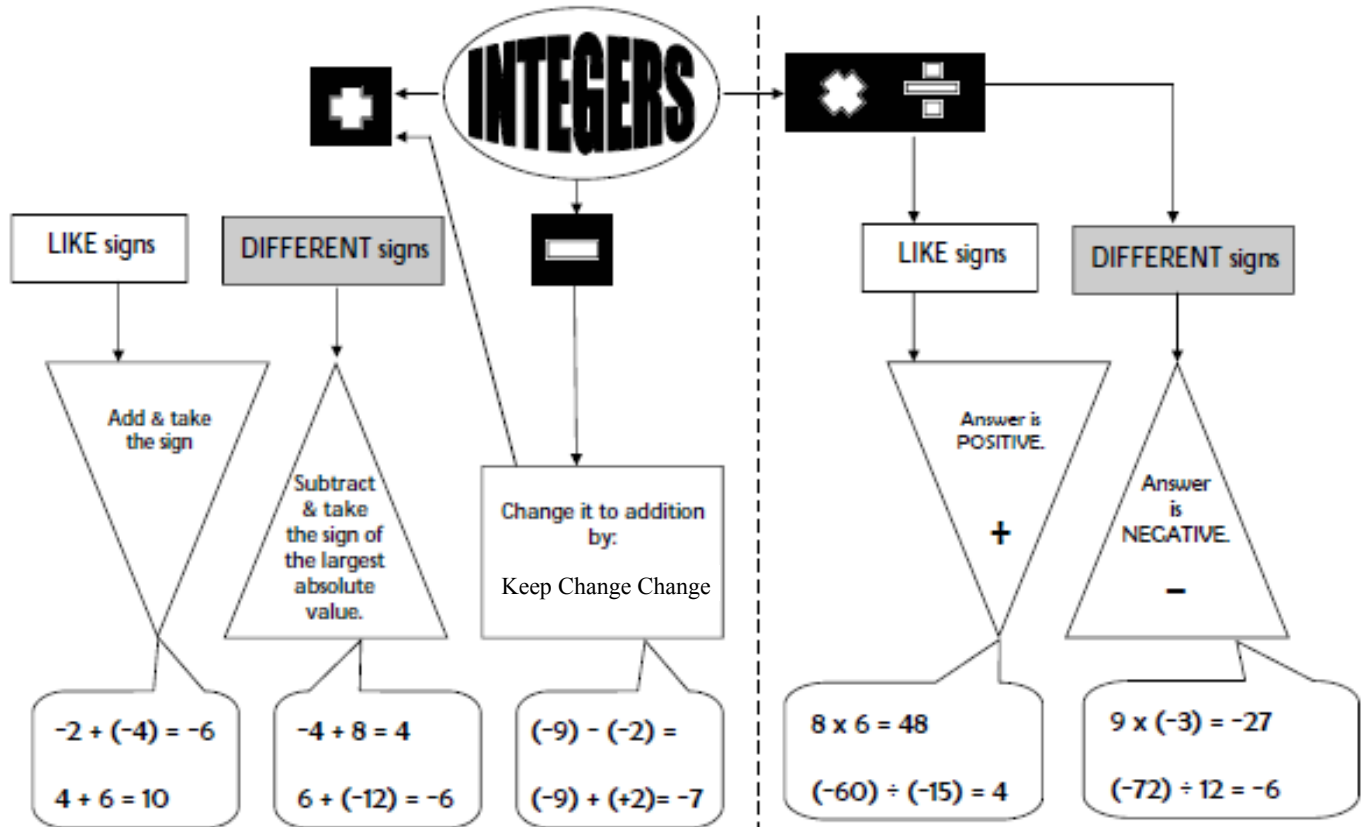 INTEGERS
LIKE signs
DIFFERENT signs
Add & take
the sign
Subtract
& take
the sign of
the largest
absolute
value.
Change it to addition
by:
Keep Change Change
-2 + (-4) = -6
4 + 6 = 10
-4 + 8 = 4
6 + (-12) = -6
(-9) - (-2) =
(-9) + (+2)= -7
× ÷
LIKE signs
DIFFERENT signs
Answer is
POSITIVE.
+
Answer
is
NEGATIVE.
-
8 x 6 = 48
(-60) ÷ (-15) = 4
9 x (-3) = -27
(-72) ÷ 12 = -6